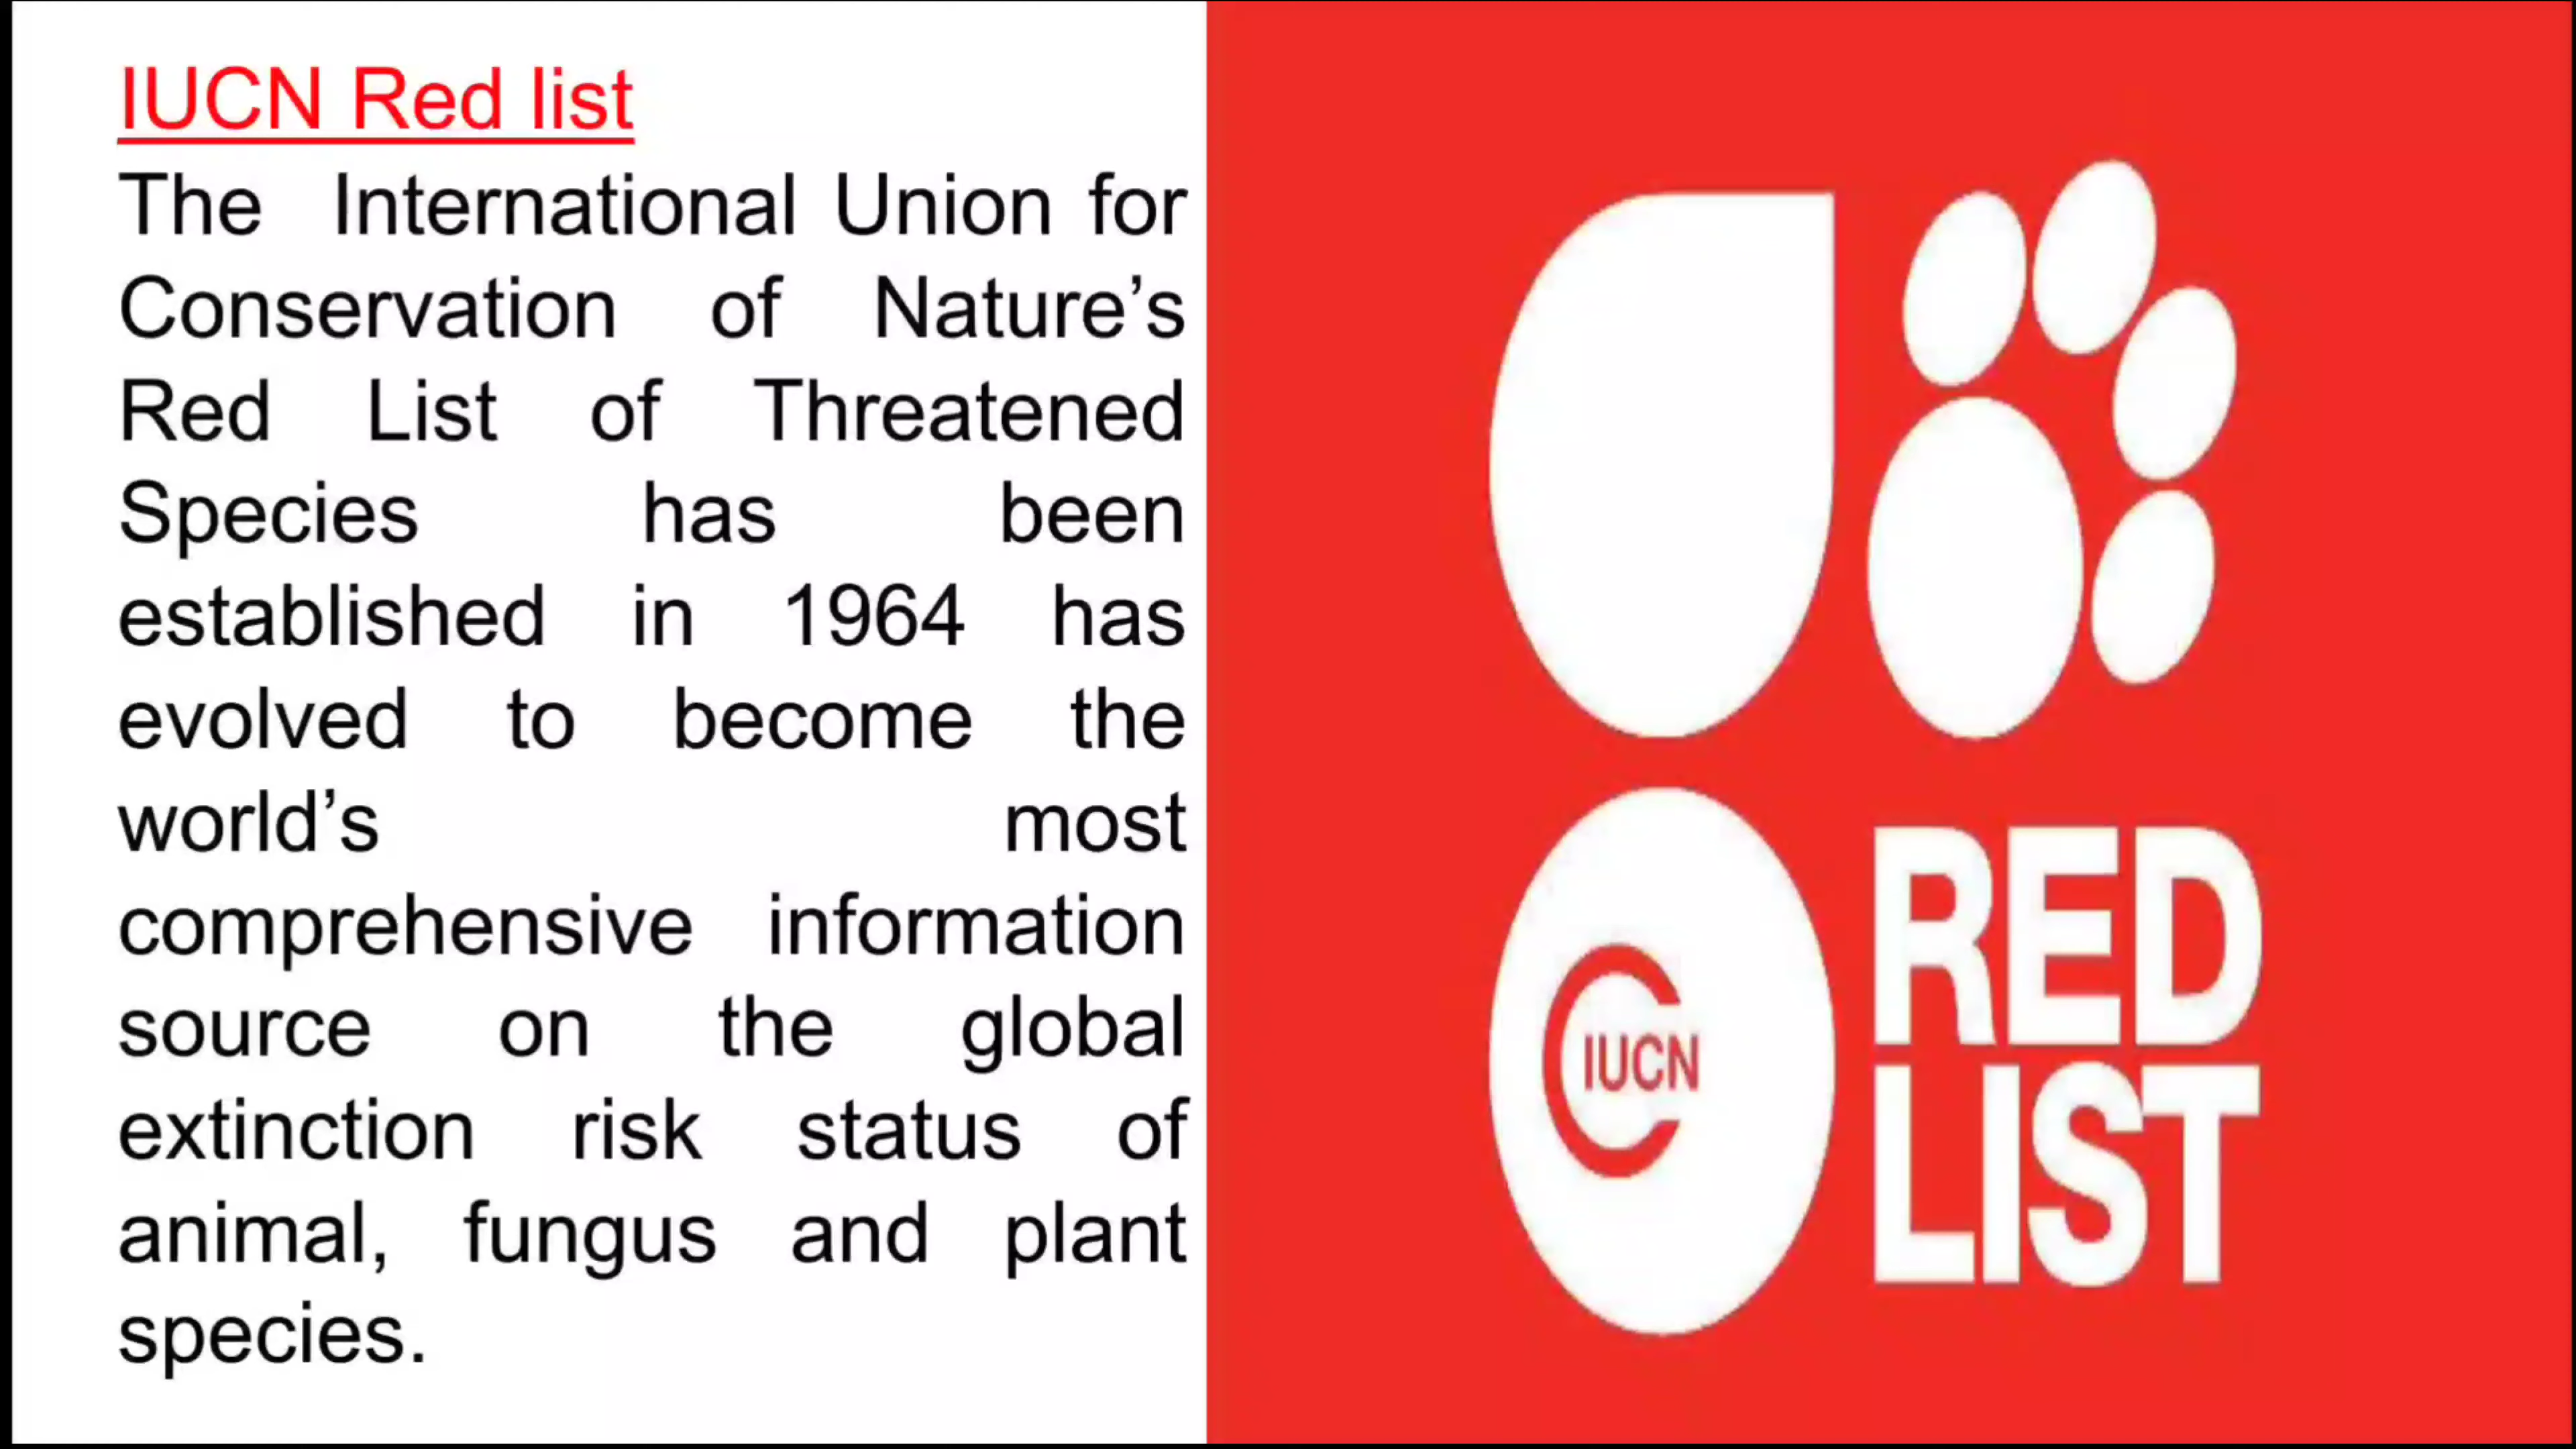 IUCN Red list
The International Union for
Conservation of Nature’s
Red List of Threatened
Species has been
established in 1964 has
evolved to become the
world’s most
comprehensive information
source on the global
extinction risk status of
animal, fungus and plant
species.
IUCN
RED
LIST